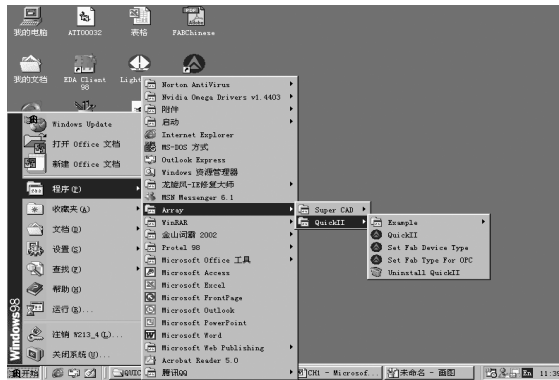 我的电脑
ATT00032
表格
FABChinese
我的文档
EDA Client 98
Light
Norton AntiVirus
Nvidia Omega Drivers v1.4403
附件
启动
Internet Explorer
MS-DOS 方式
Outlook Express
Windows 资源管理器
龙旋风-IE修复大师
MSN Messenger 6.1
Array
WinRAR
金山词霸 2002
Protel 98
Microsoft Office 工具
Microsoft Access
Microsoft Excel
Microsoft FrontPage
Microsoft Outlook
Microsoft PowerPoint
Microsoft Word
Microsoft Web Publishing
Acrobat Reader 5.0
腾讯QQ
Windows Update
打开 Office 文档
新建 Office 文档
程序(P)
收藏夹(A)
文档(D)
设置(S)
查找(F)
帮助(H)
运行(R)...
注销 W213_4(L)...
关闭系统(U)...
Windows98
Super CAD
QuickII
Example
QuickII
Set Fab Device Type
Set Fab Type For OPC
Uninstall QuickII
开始
QUIC
CH1 - Microsof...
未命名 - 画图
En
11:39